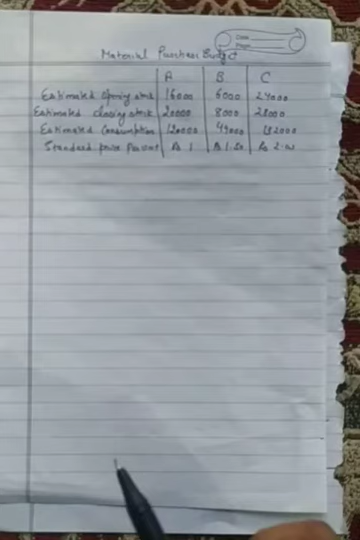 Date
Page
Material Purchase Budget
A B C
Estimated Opening stock 16000 6000 24000
Estimated closing stock 20000 8000 28000
Estimated Consumption 120000 44000 132000
Standard price Per unit Rs 1 Rs 1.50 Rs 2.00